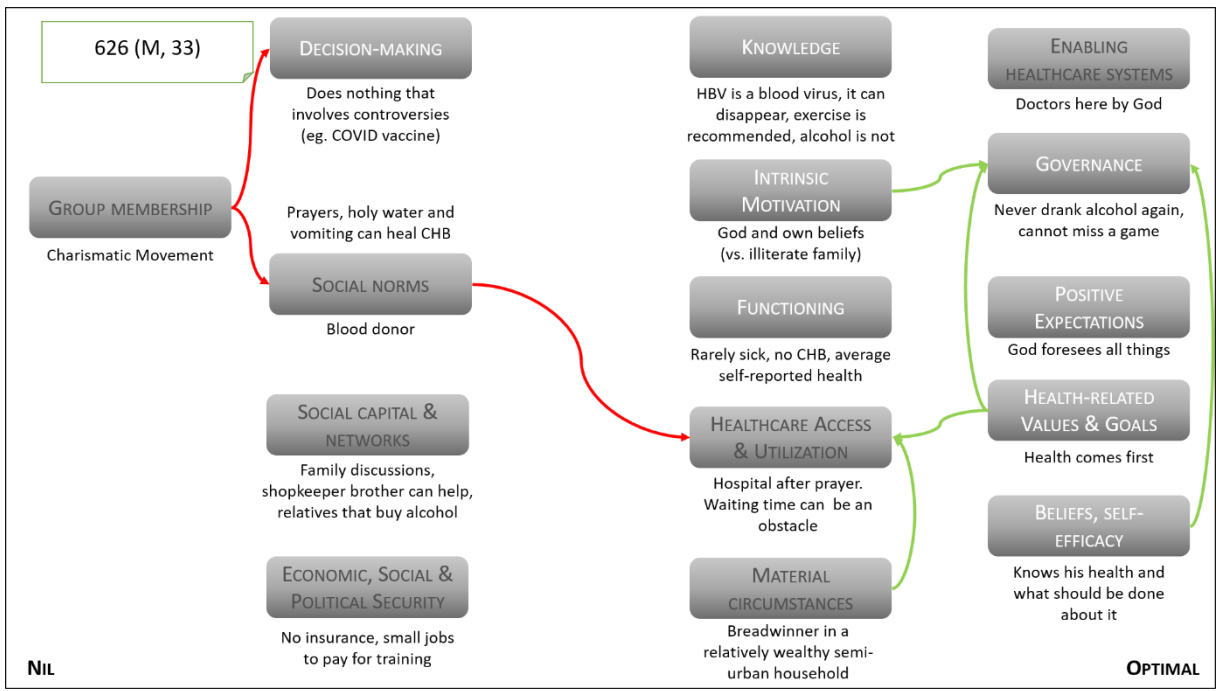 626 (M, 33)
DECISION-MAKING
Does nothing that
involves controversies
(eg. COVID vaccine)
GROUP MEMBERSHIP
Charismatic Movement
Prayers, holy water and
vomiting can heal CHB
SOCIAL NORMS
Blood donor
SOCIAL CAPITAL &
NETWORKS
Family discussions,
shopkeeper brother can help,
relatives that buy alcohol
ECONOMIC, SOCIAL &
POLITICAL SECURITY
No insurance, small jobs
to pay for training
KNOWLEDGE
HBV is a blood virus, it can
disappear, exercise is
recommended, alcohol is not
INTRINSIC
MOTIVATION
God and own beliefs
(vs. illiterate family)
FUNCTIONING
Rarely sick, no CHB, average
self-reported health
HEALTHCARE ACCESS
& UTILIZATION
Hospital after prayer.
Waiting time can be an
obstacle
MATERIAL
CIRCUMSTANCES
Breadwinner in a
relatively wealthy semi-
urban household
ENABLING
HEALTHCARE SYSTEMS
Doctors here by God
GOVERNANCE
Never drank alcohol again,
cannot miss a game
POSITIVE
EXPECTATIONS
God foresees all things
HEALTH-RELATED
VALUES & GOALS
Health comes first
BELIEFS, SELF-
EFFICACY
Knows his health and
what should be done
about it
NIL
OPTIMAL